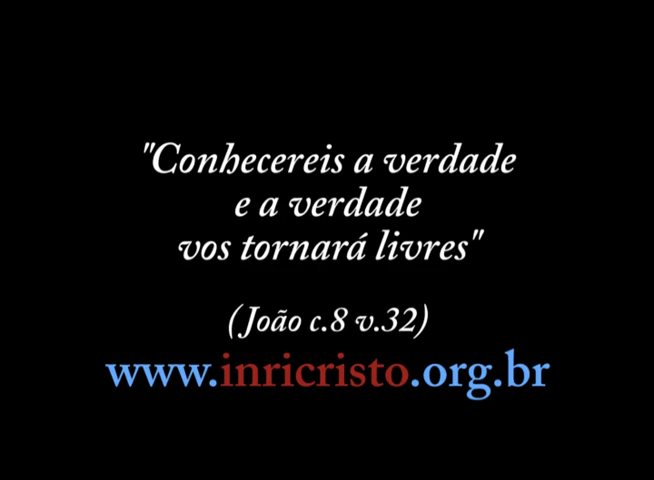 "Conhecereis a verdade
e a verdade
vos tornará livres"
(João c.8 v.32)
www.inricristo.org.br